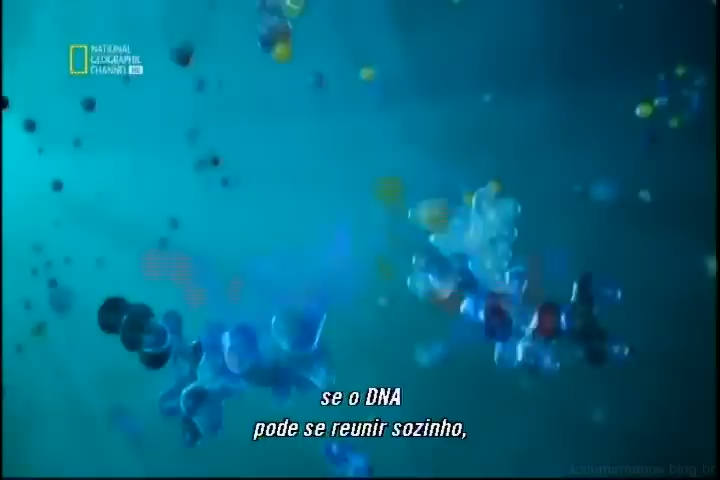 NATIONAL
GEOGRAPHIC
CHANNEL HD
se o DNA
pode se reunir sozinho,